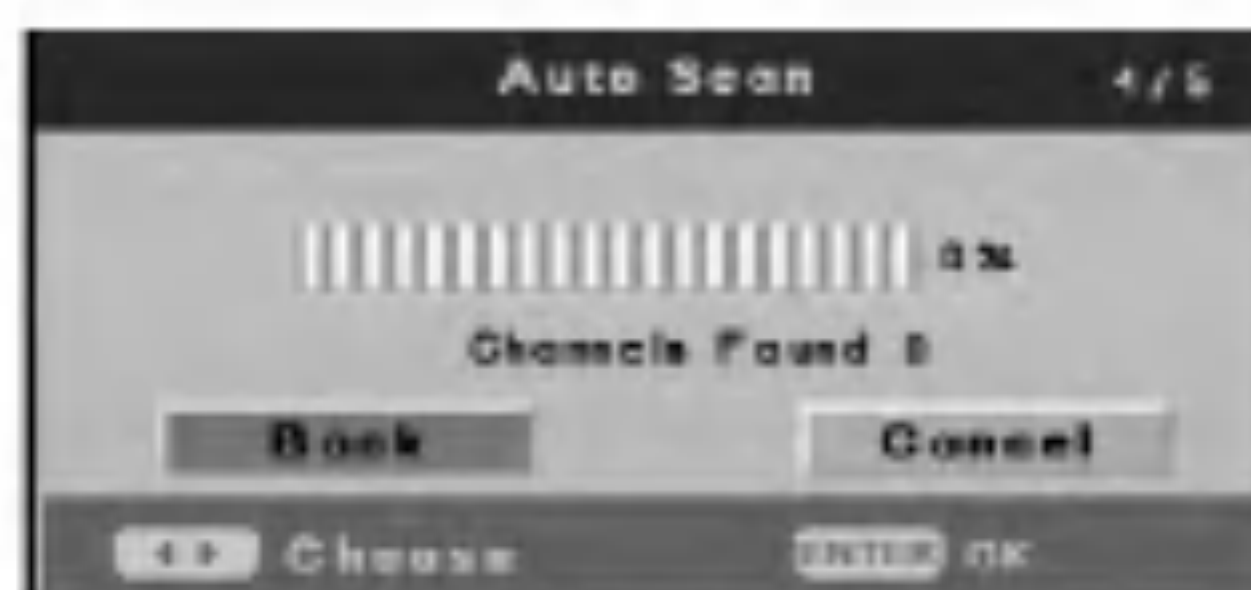 Auto Scan 4/5
0%
Channels Found 0
Back Cancel
Choose ENTER OK